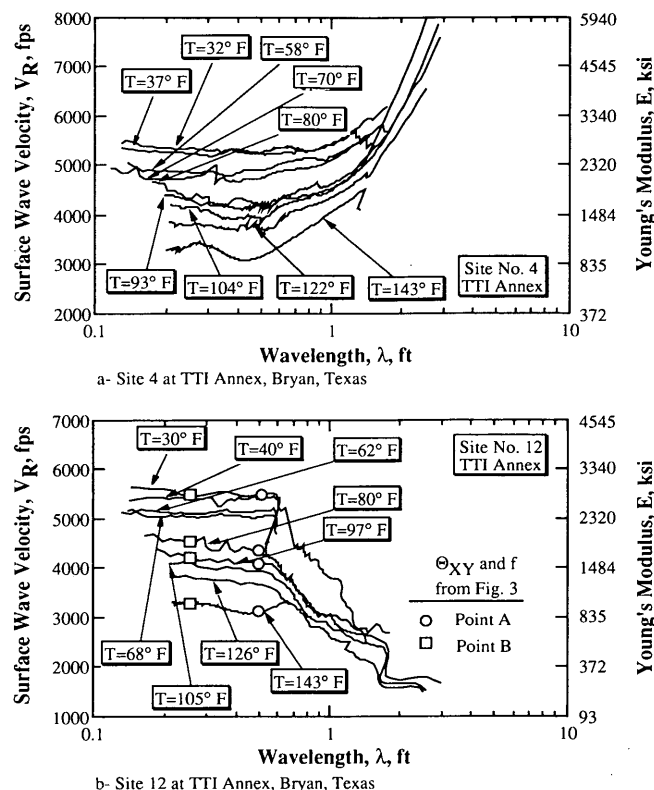 8000
7000
6000
5000
4000
3000
2000
Surface Wave Velocity, VR, fps
5940
4545
3340
2320
1484
835
372
Young's Modulus, E, ksi
T=32° F
T=58° F
T=37° F
T=70° F
T=80° F
T=93° F
T=104° F
T=122° F
T=143° F
Site No. 4
TTI Annex
0.1
1
10
Wavelength, λ, ft
a- Site 4 at TTI Annex, Bryan, Texas
7000
6000
5000
4000
3000
2000
1000
Surface Wave Velocity, VR, fps
4545
3340
2320
1484
835
372
93
Young's Modulus, E, ksi
T=30° F
T=40° F
T=62° F
T=80° F
T=97° F
T=68° F
T=126° F
T=105° F
T=143° F
Site No. 12
TTI Annex
ΘXY and f
from Fig. 3
Point A
Point B
0.1
1
10
Wavelength, λ, ft
b- Site 12 at TTI Annex, Bryan, Texas